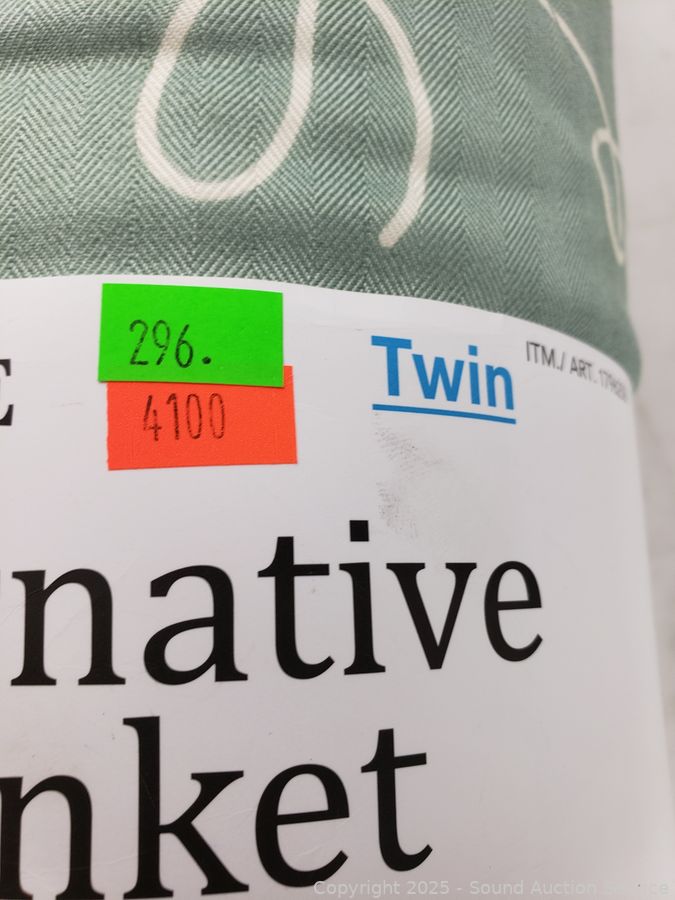 296.
4100
E
Twin
ITM./ ART.
native
nket
Copyright 2025 - Sound Auction Service